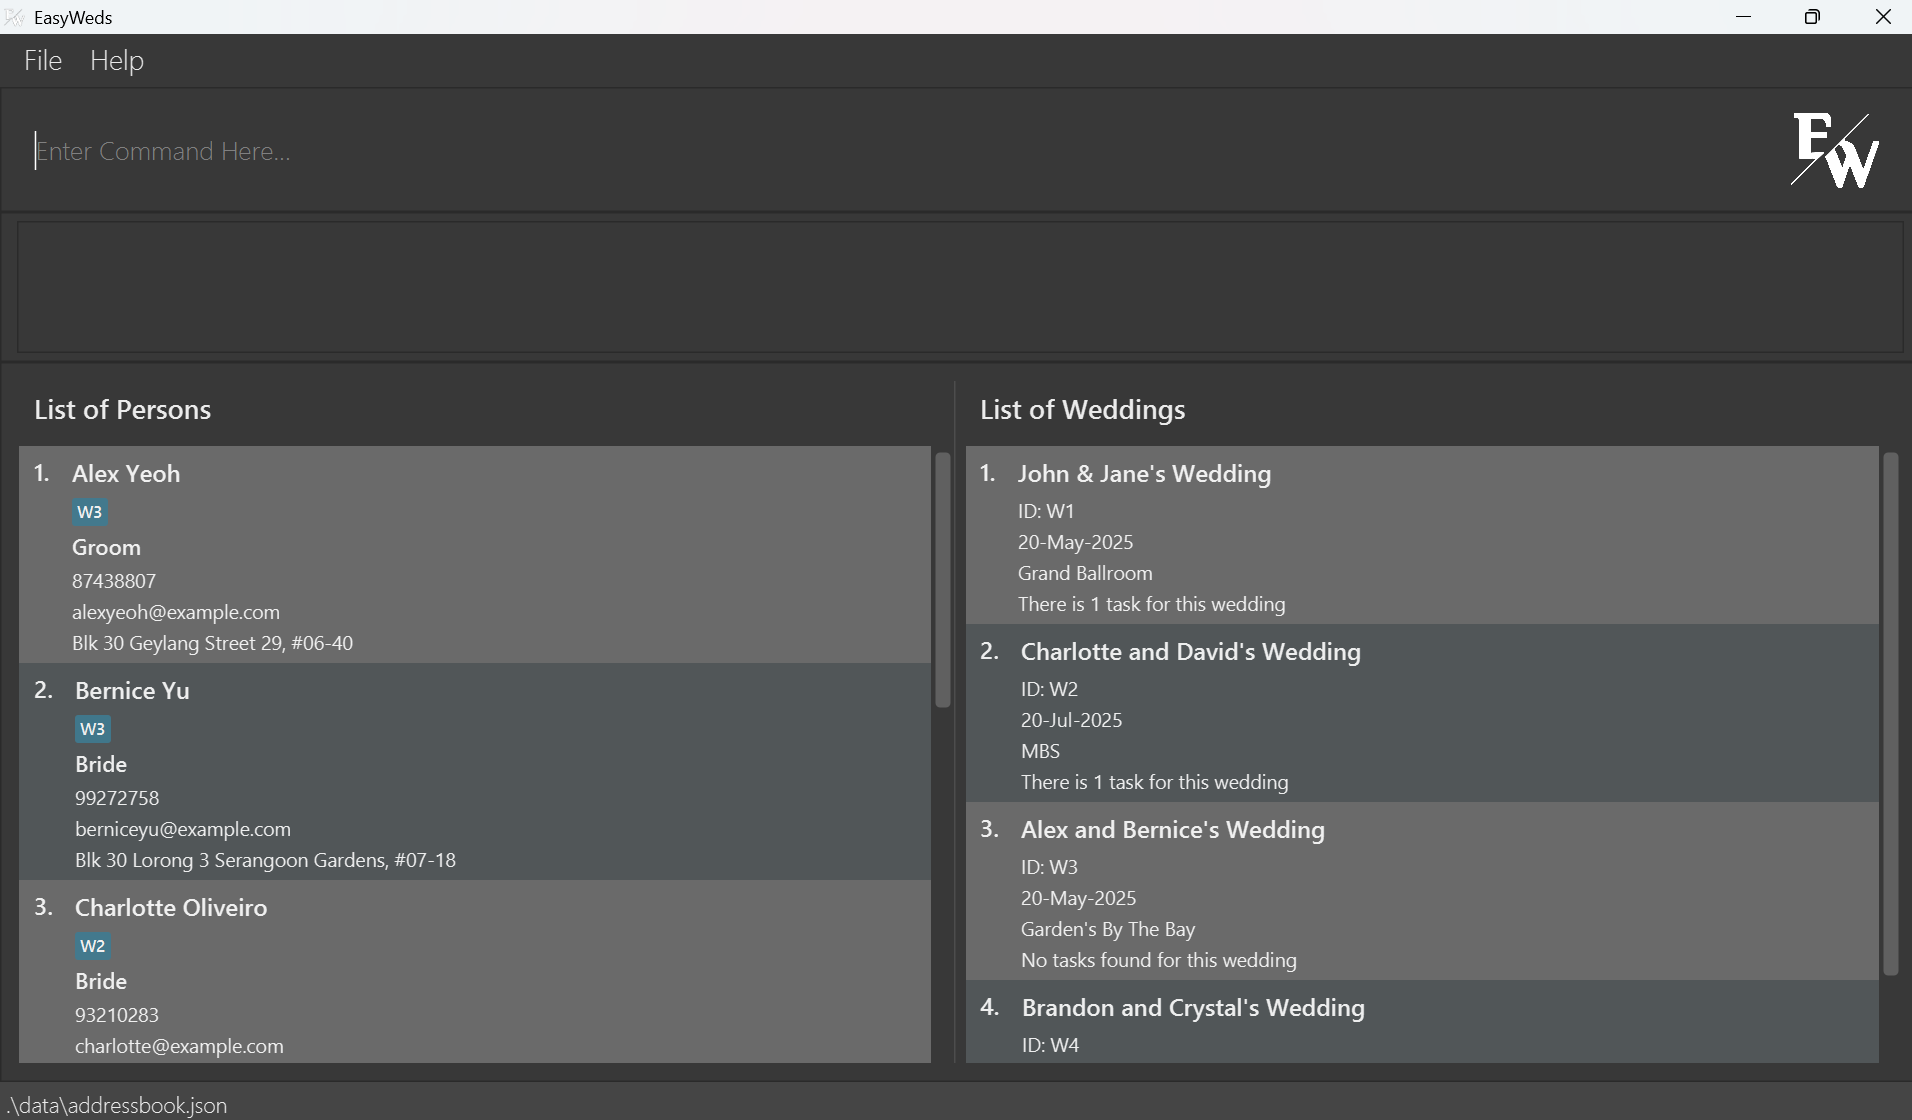 EasyWeds
File Help
Enter Command Here...
EW
List of Persons
1. Alex Yeoh
W3
Groom
87438807
alexyeoh@example.com
Blk 30 Geylang Street 29, #06-40
2. Bernice Yu
W3
Bride
99272758
berniceyu@example.com
Blk 30 Lorong 3 Serangoon Gardens, #07-18
3. Charlotte Oliveiro
W2
Bride
93210283
charlotte@example.com
List of Weddings
1. John & Jane's Wedding
ID: W1
20-May-2025
Grand Ballroom
There is 1 task for this wedding
2. Charlotte and David's Wedding
ID: W2
20-Jul-2025
MBS
There is 1 task for this wedding
3. Alex and Bernice's Wedding
ID: W3
20-May-2025
Garden's By The Bay
No tasks found for this wedding
4. Brandon and Crystal's Wedding
ID: W4
.\data\addressbook.json